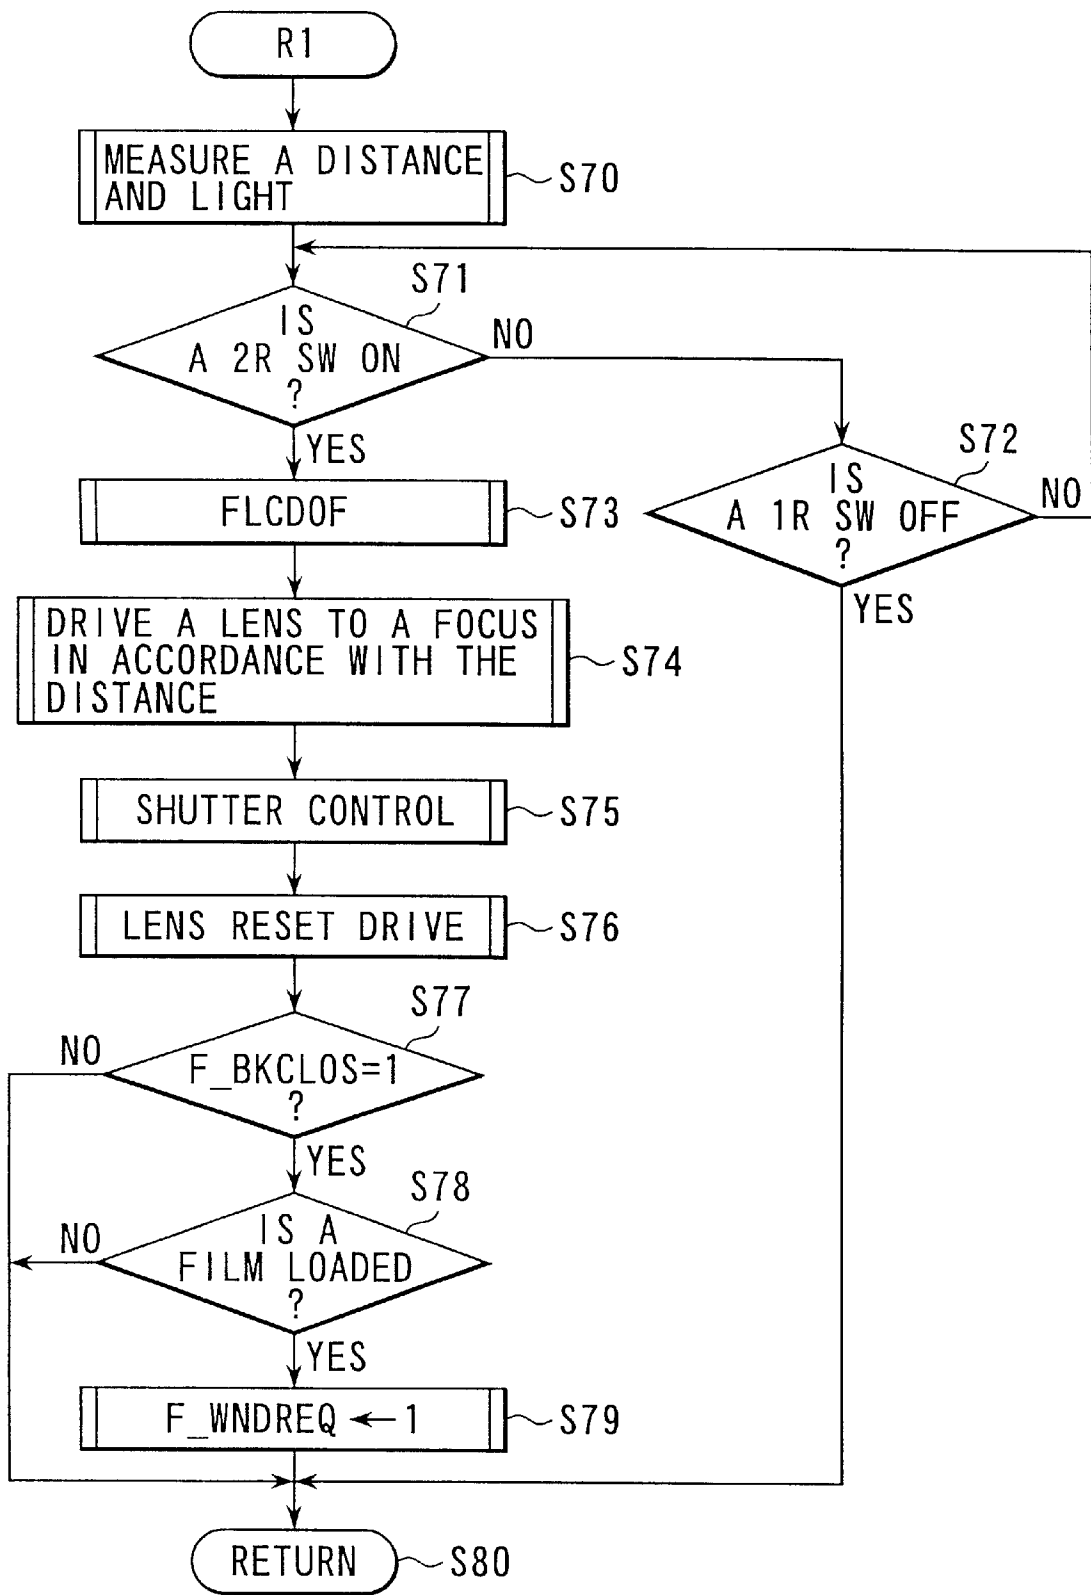 R1
MEASURE A DISTANCE
AND LIGHT
S70
S71
IS
A 2R SW ON
?
NO
YES
S72
IS
A 1R SW OFF
?
NO
YES
FLCDOF
S73
DRIVE A LENS TO A FOCUS
IN ACCORDANCE WITH THE
DISTANCE
S74
SHUTTER CONTROL
S75
LENS RESET DRIVE
S76
S77
NO
F_BKCLOS=1
?
YES
S78
NO
IS A
FILM LOADED
?
YES
F_WNDREQ ← 1
S79
RETURN
S80